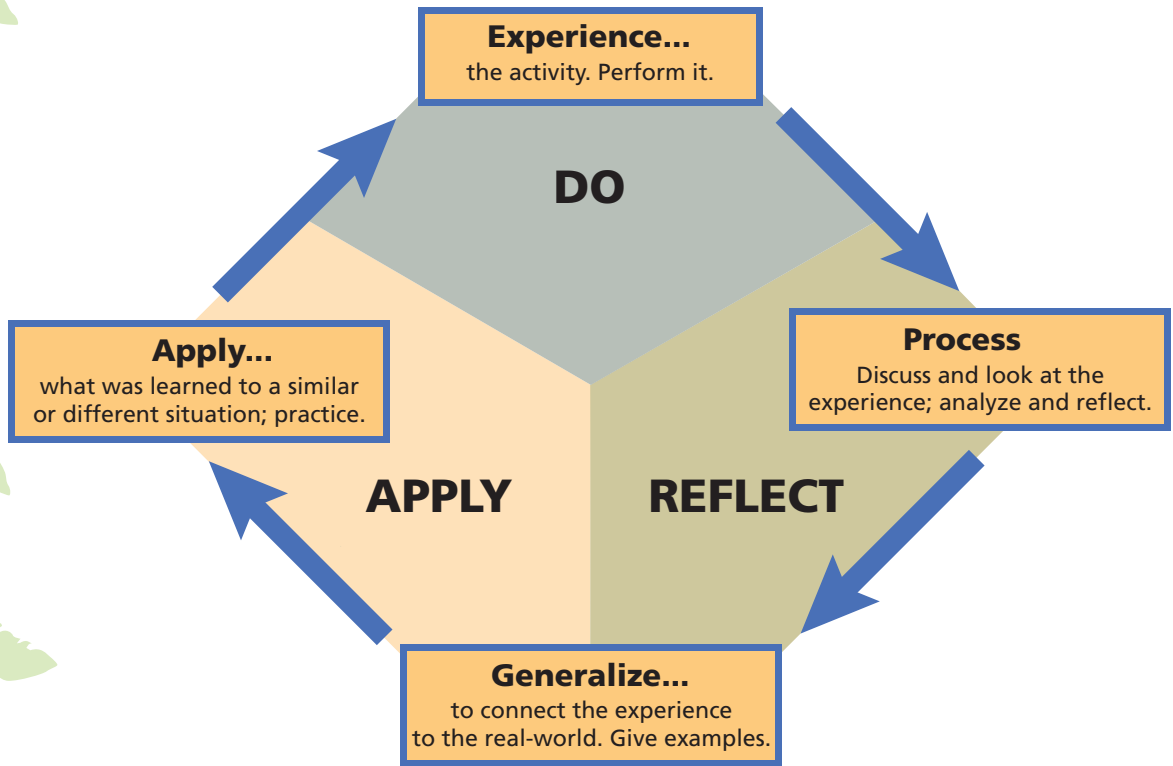 Experience...
the activity. Perform it.
DO
Process
Discuss and look at the
experience; analyze and reflect.
REFLECT
Generalize...
to connect the experience
to the real-world. Give examples.
APPLY
Apply...
what was learned to a similar
or different situation; practice.